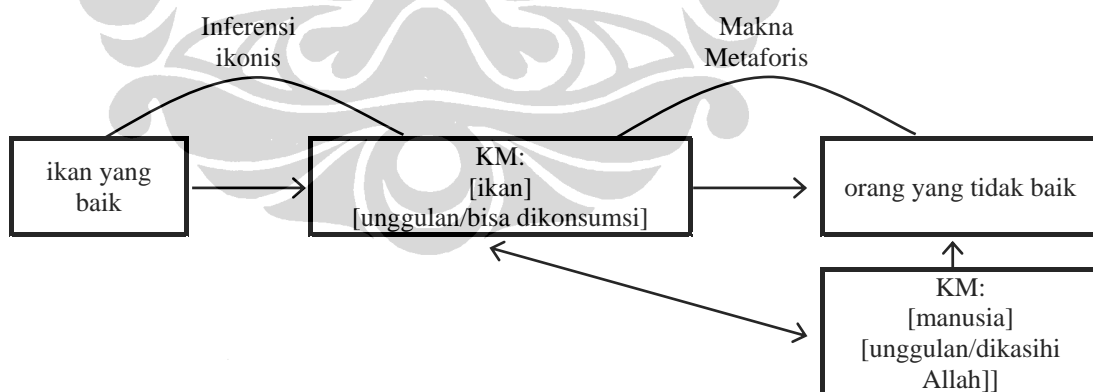 Inferensi
ikonis
Makna
Metaforis
ikan yang
baik
KM:
[ikan]
[unggulan/bisa dikonsumsi]
orang yang tidak baik
KM:
[manusia]
[unggulan/dikasihi
Allah]]